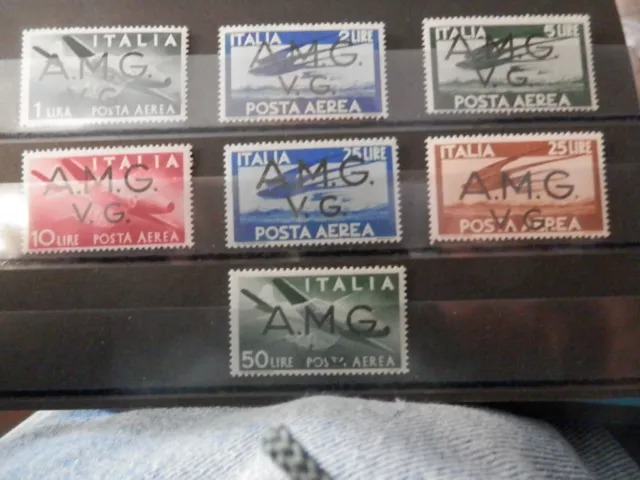 ITALIA
A.M.G.
V.G.
1 LIRA POSTA AEREA
ITALIA 2 LIRE
A.M.G.
V.G.
POSTA AEREA
ITALIA 5 LIRE
A.M.G.
V.G.
POSTA AEREA
ITALIA
A.M.G.
V.G.
10 LIRE POSTA AEREA
ITALIA 25 LIRE
A.M.G.
V.G.
POSTA AEREA
ITALIA 25 LIRE
A.M.G.
V.G.
POSTA AEREA
ITALIA
A.M.G.
50 LIRE POSTA AEREA